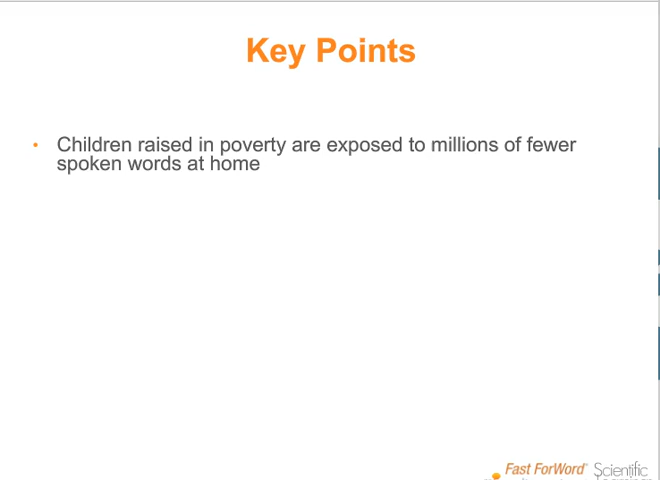 Key Points
• Children raised in poverty are exposed to millions of fewer
spoken words at home
Fast ForWord Scientific